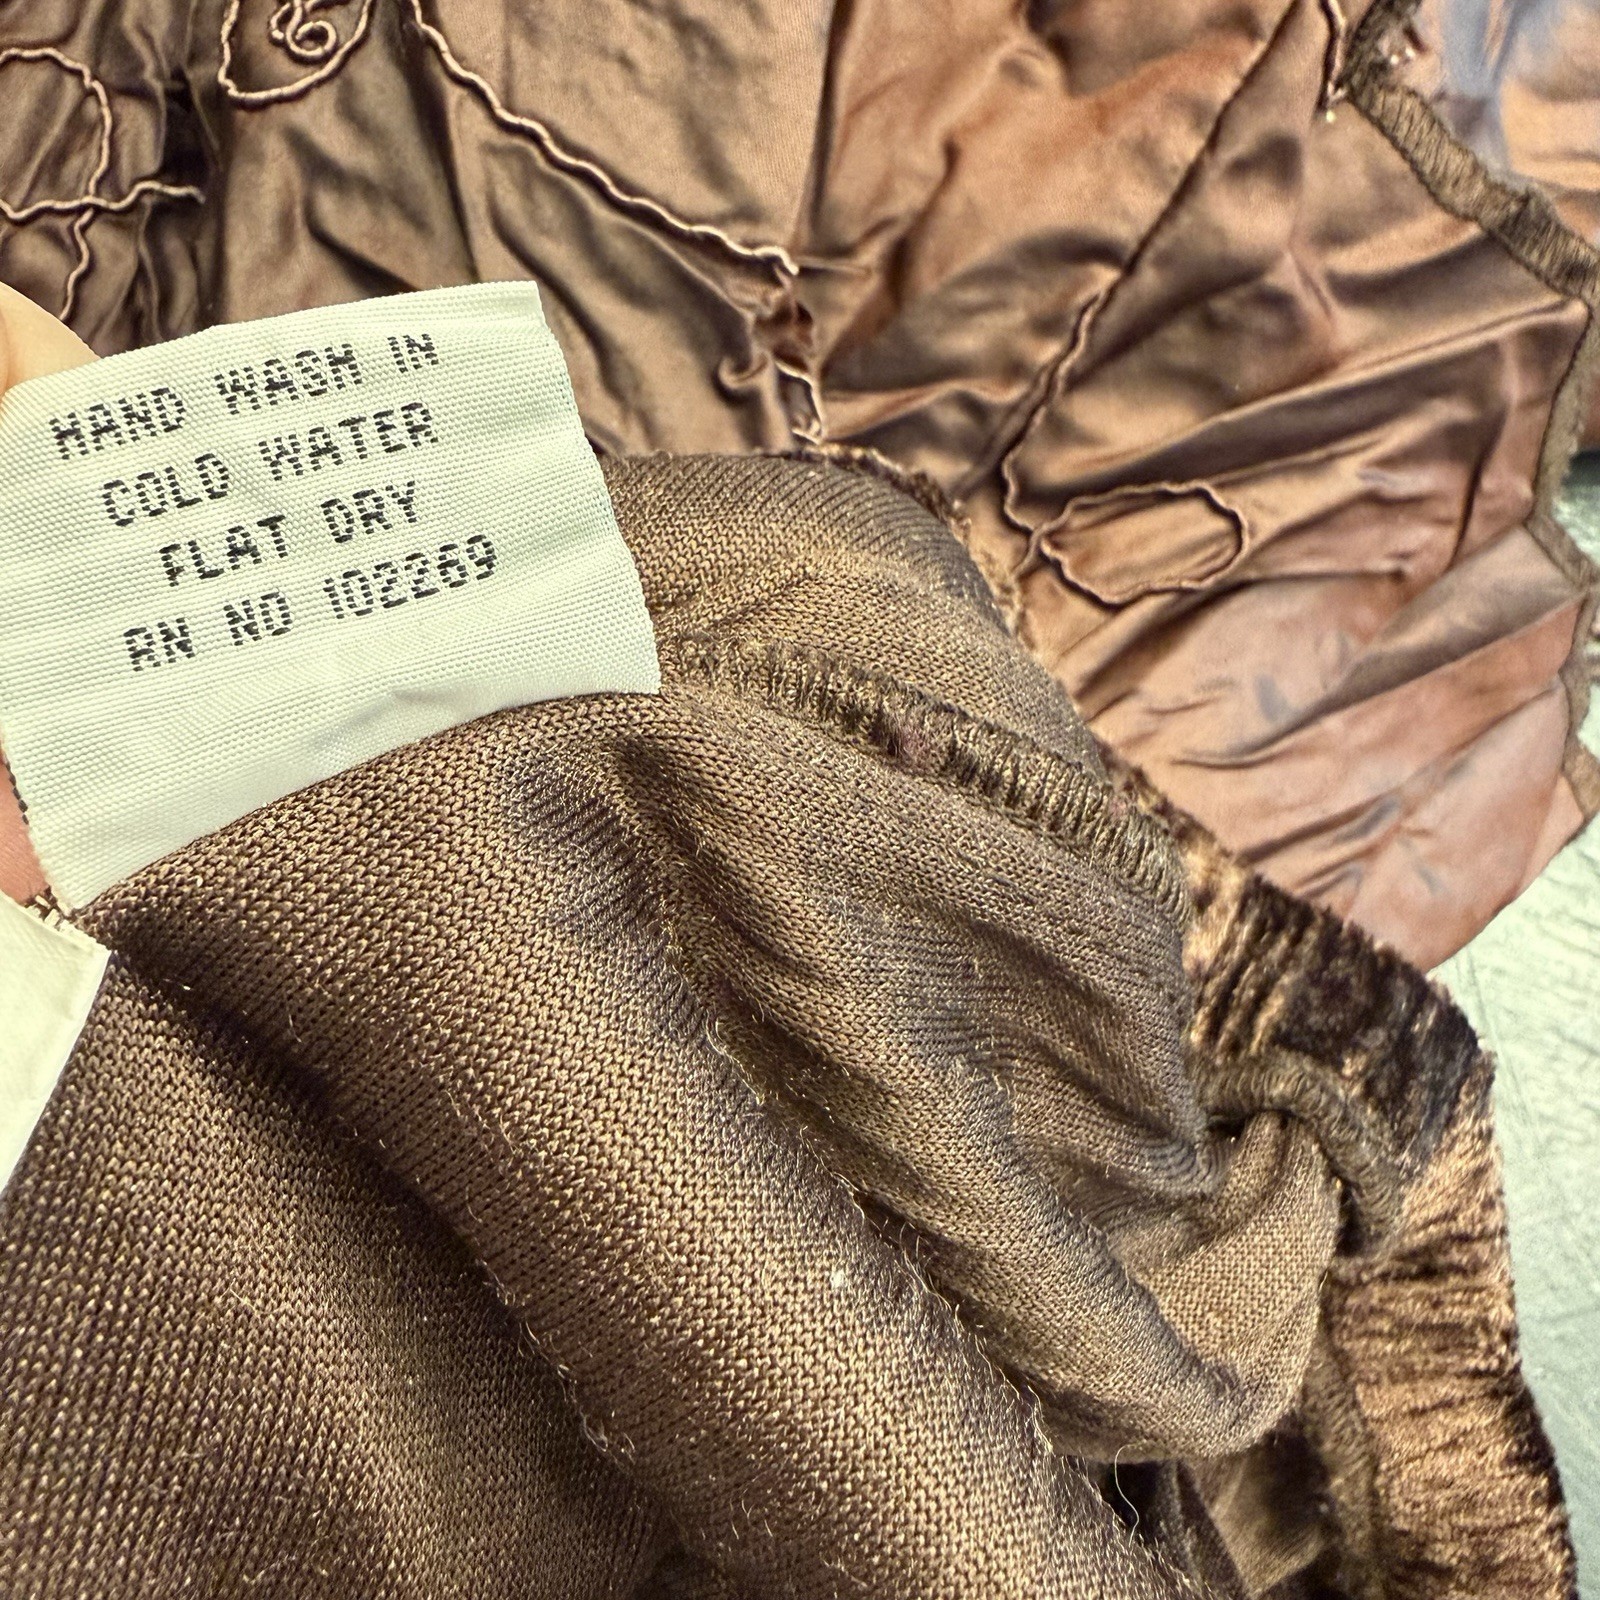 HAND WASH IN
COLD WATER
FLAT DRY
RN NO 102269